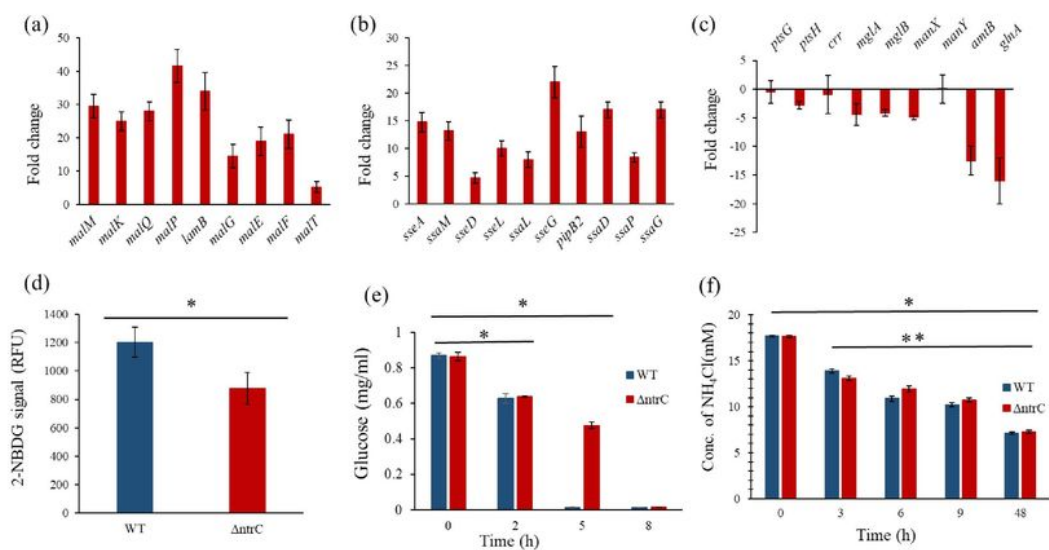 (a)
Fold change
50
40
30
20
10
0
malM
malK
malQ
malP
lamB
malG
malE
malF
malT
(b)
Fold change
30
25
20
15
10
5
0
sseA
ssaM
sseD
sseL
ssaL
sseG
pipB2
ssaD
ssaP
ssaG
(c)
ptsG
ptsH
crr
mglA
mglB
manX
manY
amtB
glnA
Fold change
5
0
-5
-10
-15
-20
-25
(d)
2-NBDG signal (RFU)
1400
1200
1000
800
600
400
200
0
*
WT
ΔntrC
(e)
Glucose (mg/ml)
1
0.8
0.6
0.4
0.2
0
*
*
WT
ΔntrC
0
2
5
8
Time (h)
(f)
Conc. of NH₄Cl(mM)
20
15
10
5
0
*
**
WT
ΔntrC
0
3
6
9
48
Time (h)